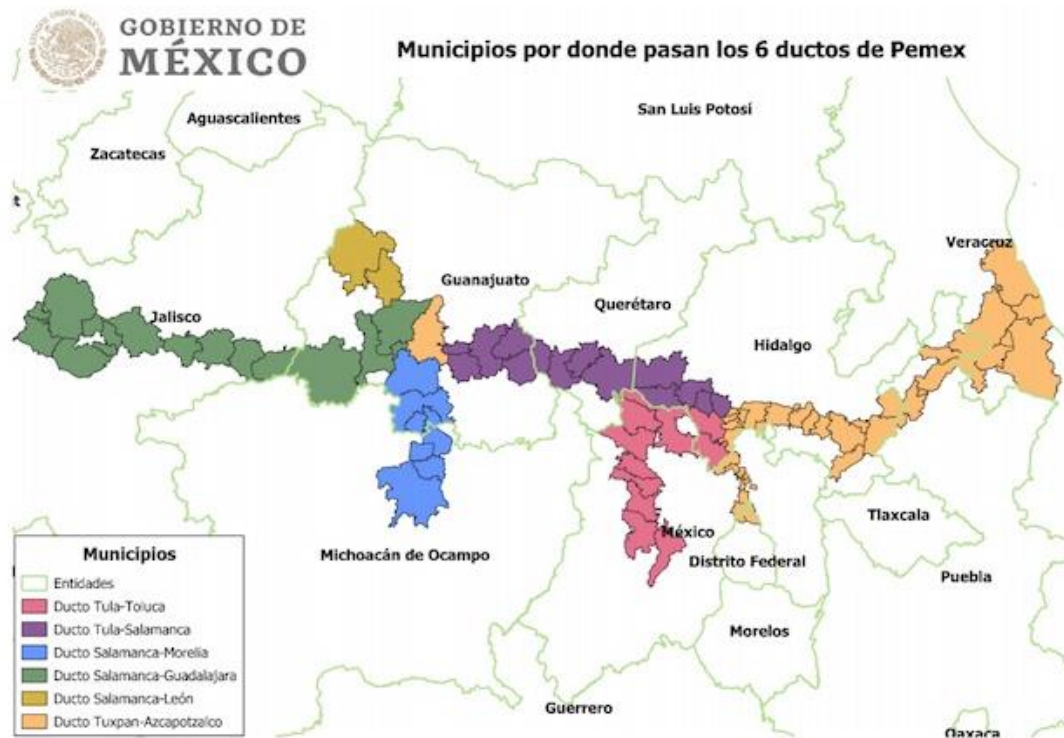 GOBIERNO DE
MÉXICO
Municipios por donde pasan los 6 ductos de Pemex
San Luis Potosí
Aguascalientes
Zacatecas
Veracruz
Guanajuato
Querétaro
Jalisco
Hidalgo
Tlaxcala
México
Michoacán de Ocampo
Distrito Federal
Puebla
Morelos
Guerrero
Oaxaca
Municipios
Entidades
Ducto Tula-Toluca
Ducto Tula-Salamanca
Ducto Salamanca-Morelia
Ducto Salamanca-Guadalajara
Ducto Salamanca-León
Ducto Tuxpan-Azcapotzalco